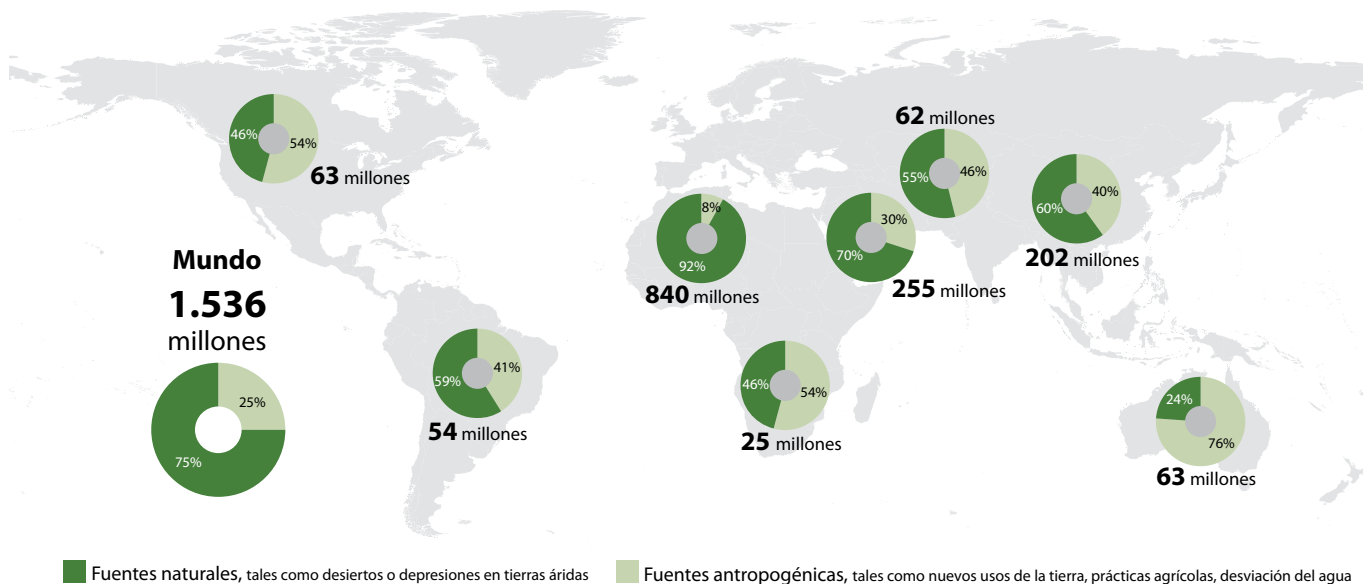 46%
54%
63 millones
Mundo
1.536
millones
25%
75%
59%
41%
54 millones
8%
92%
840 millones
46%
54%
25 millones
30%
70%
255 millones
62 millones
55%
46%
40%
60%
202 millones
24%
76%
63 millones
Fuentes naturales, tales como desiertos o depresiones en tierras áridas
Fuentes antropogénicas, tales como nuevos usos de la tierra, prácticas agrícolas, desviación del agua